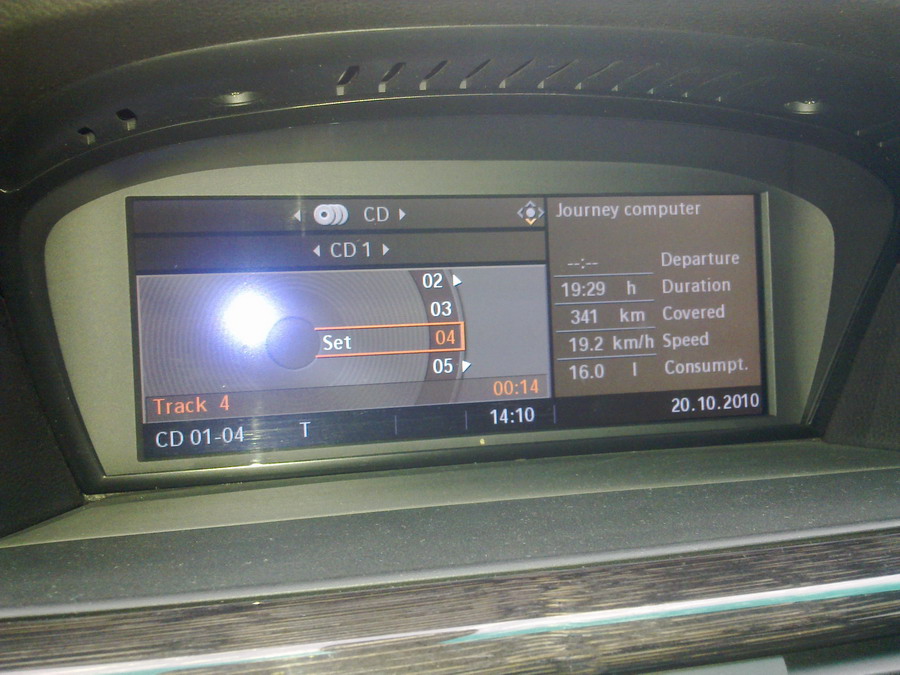 CD
CD 1
02
03
Set 04
05
Track 4 00:14
CD 01-04 T 14:10
Journey computer
--:-- Departure
19:29 h Duration
341 km Covered
19.2 km/h Speed
16.0 l Consumpt.
20.10.2010